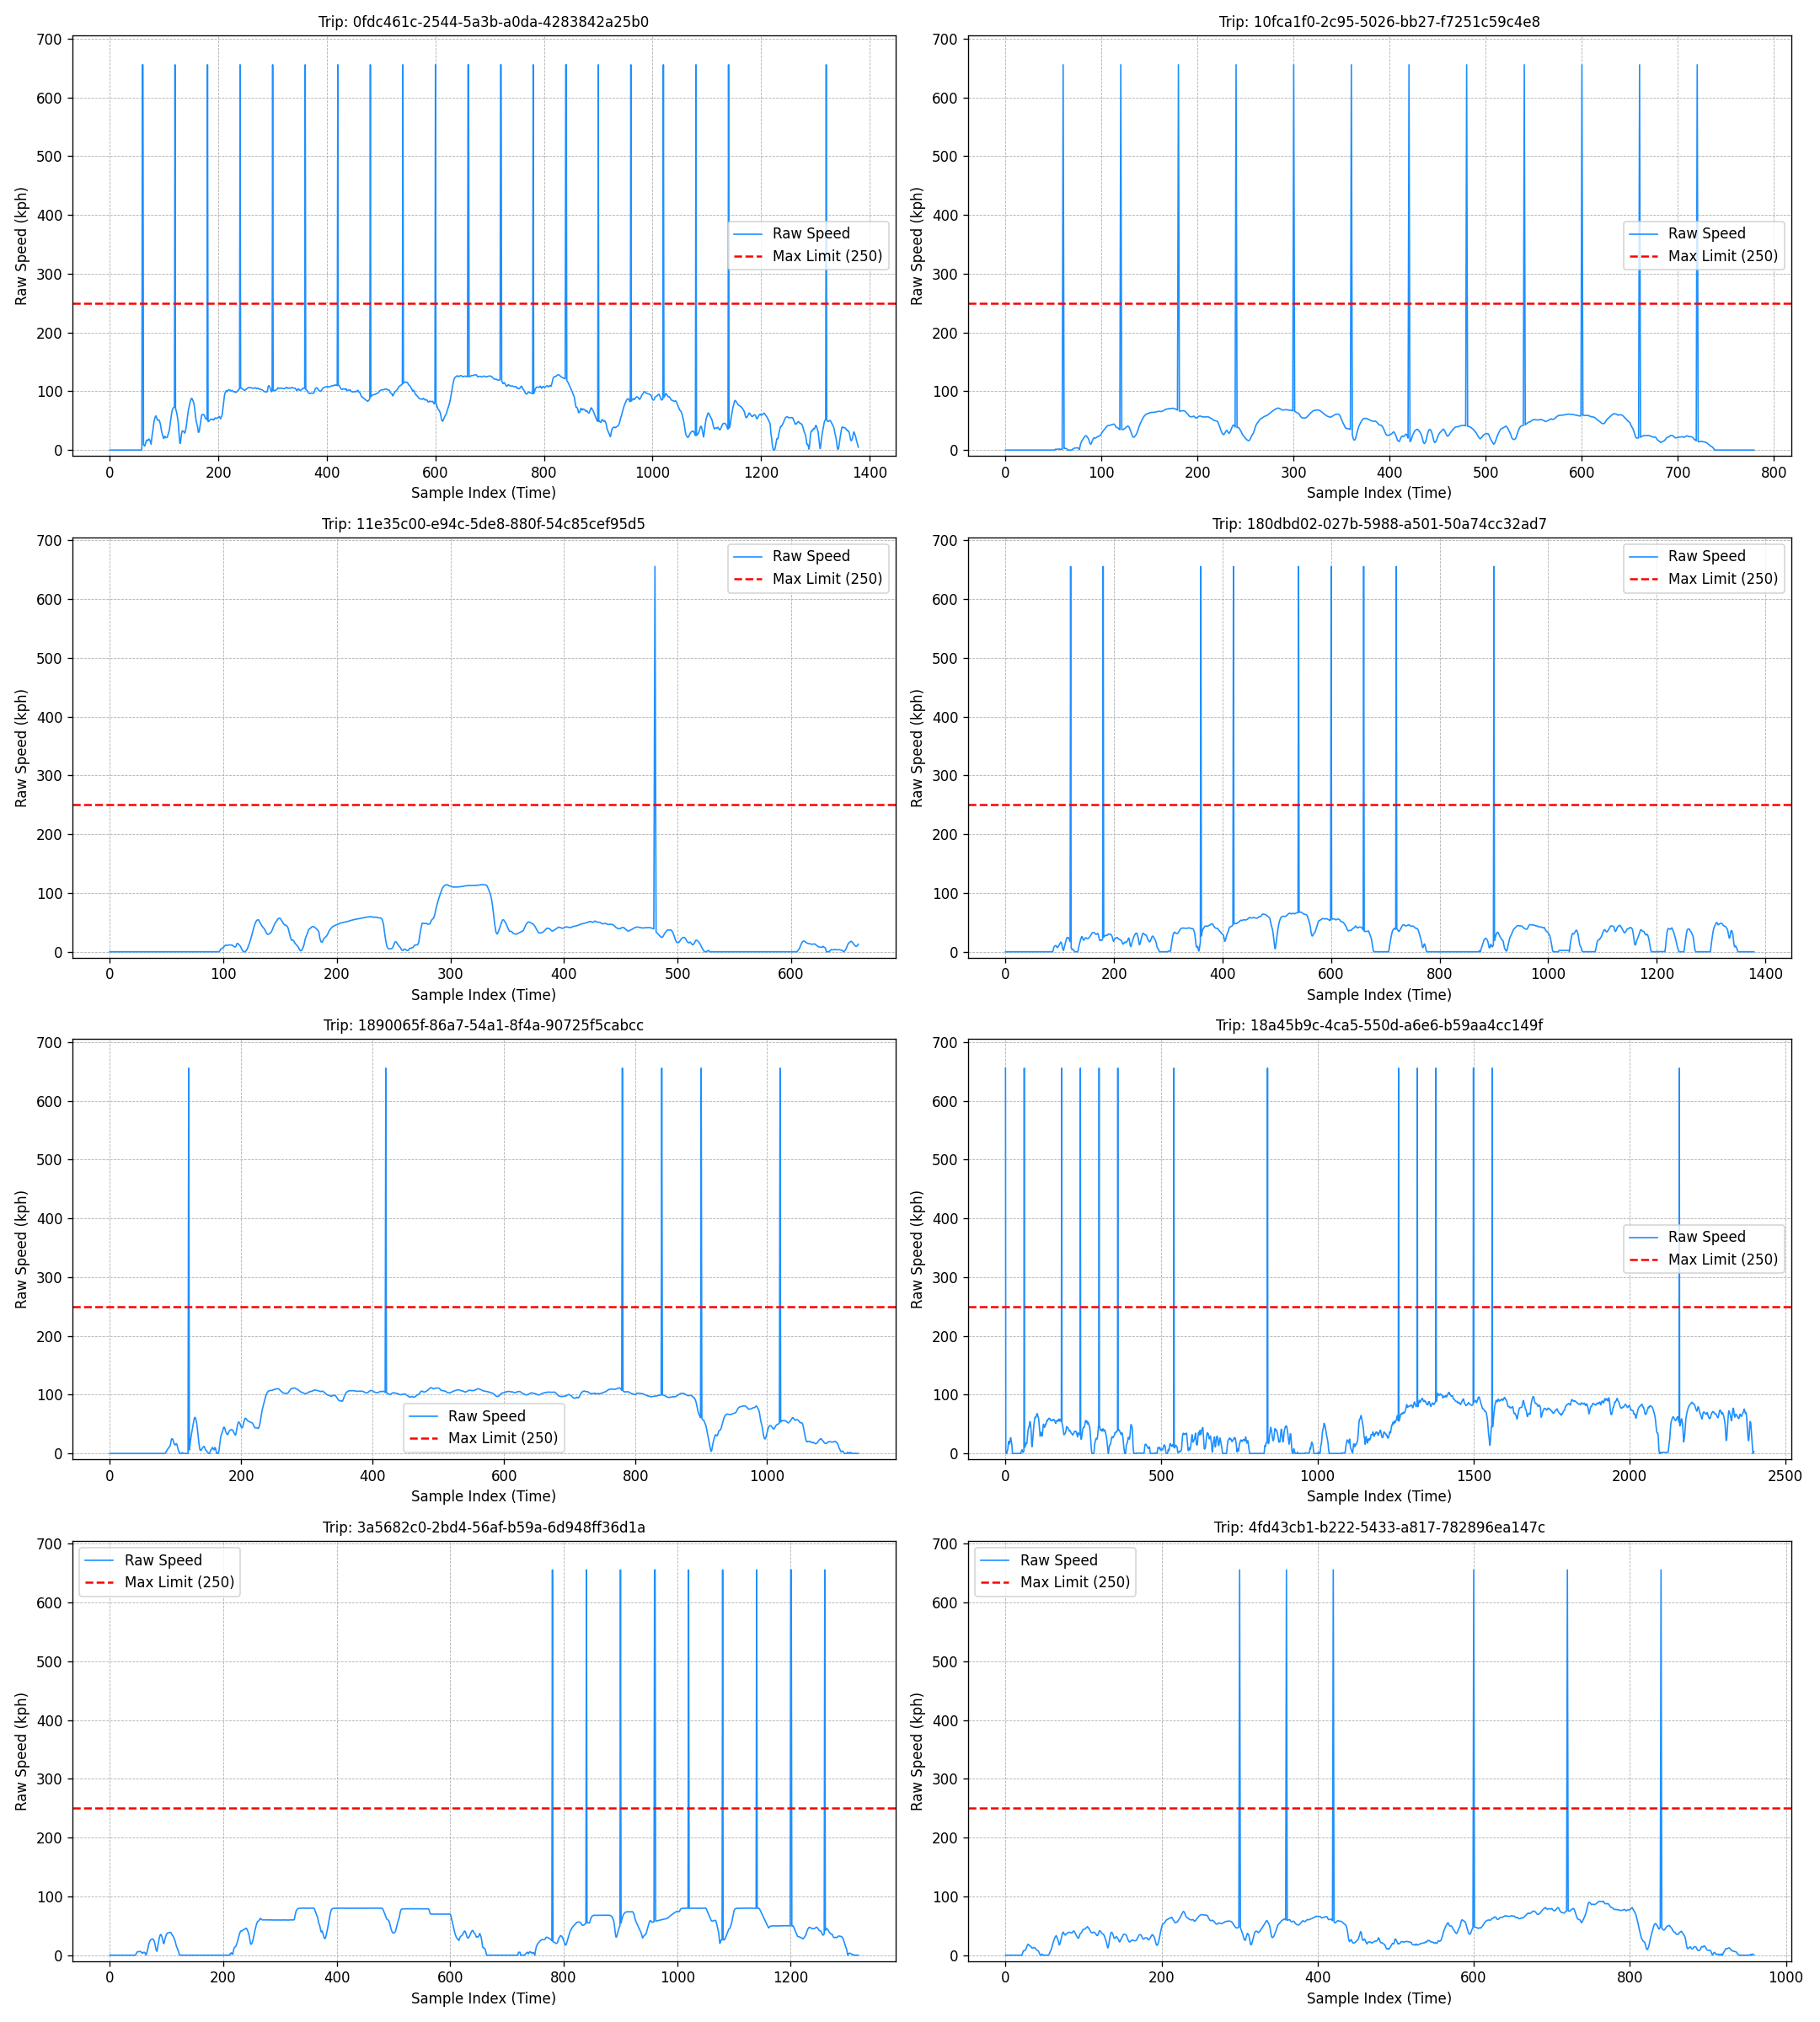 Trip: 0fdc461c-2544-5a3b-a0da-4283842a25b0
700
600
500
400
300
200
100
0
Raw Speed (kph)
Raw Speed
Max Limit (250)
0 200 400 600 800 1000 1200 1400
Sample Index (Time)
Trip: 10fca1f0-2c95-5026-bb27-f7251c59c4e8
700
600
500
400
300
200
100
0
Raw Speed (kph)
Raw Speed
Max Limit (250)
0 100 200 300 400 500 600 700 800
Sample Index (Time)
Trip: 11e35c00-e94c-5de8-880f-54c85cef95d5
700
600
500
400
300
200
100
0
Raw Speed (kph)
Raw Speed
Max Limit (250)
0 100 200 300 400 500 600
Sample Index (Time)
Trip: 180dbd02-027b-5988-a501-50a74cc32ad7
700
600
500
400
300
200
100
0
Raw Speed (kph)
Raw Speed
Max Limit (250)
0 200 400 600 800 1000 1200 1400
Sample Index (Time)
Trip: 1890065f-86a7-54a1-8f4a-90725f5cabcc
700
600
500
400
300
200
100
0
Raw Speed (kph)
Raw Speed
Max Limit (250)
0 200 400 600 800 1000
Sample Index (Time)
Trip: 18a45b9c-4ca5-550d-a6e6-b59aa4cc149f
700
600
500
400
300
200
100
0
Raw Speed (kph)
Raw Speed
Max Limit (250)
0 500 1000 1500 2000 2500
Sample Index (Time)
Trip: 3a5682c0-2bd4-56af-b59a-6d948ff36d1a
700
600
500
400
300
200
100
0
Raw Speed (kph)
Raw Speed
Max Limit (250)
0 200 400 600 800 1000 1200
Sample Index (Time)
Trip: 4fd43cb1-b222-5433-a817-782896ea147c
700
600
500
400
300
200
100
0
Raw Speed (kph)
Raw Speed
Max Limit (250)
0 200 400 600 800 1000
Sample Index (Time)